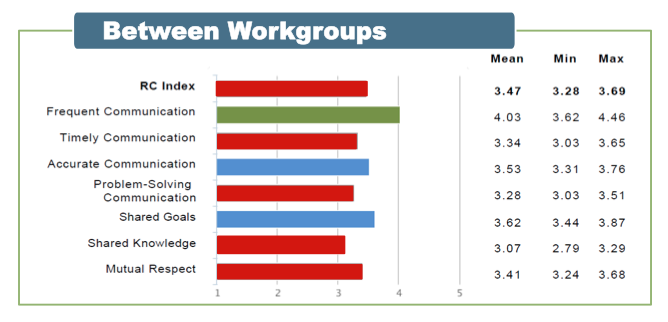 Between Workgroups
Mean Min Max
RC Index 3.47 3.28 3.69
Frequent Communication 4.03 3.62 4.46
Timely Communication 3.34 3.03 3.65
Accurate Communication 3.53 3.31 3.76
Problem-Solving
Communication 3.28 3.03 3.51
Shared Goals 3.62 3.44 3.87
Shared Knowledge 3.07 2.79 3.29
Mutual Respect 3.41 3.24 3.68
1 2 3 4 5